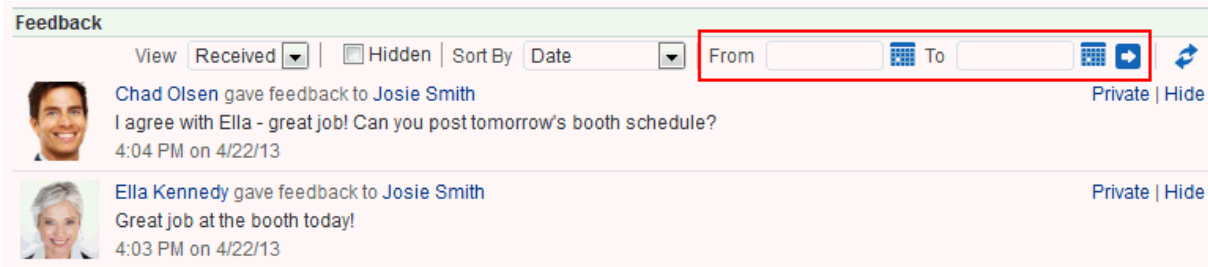 Feedback
View Received | Hidden | Sort By Date From To |
Chad Olsen gave feedback to Josie Smith Private | Hide
I agree with Ella - great job! Can you post tomorrow's booth schedule?
4:04 PM on 4/22/13
Ella Kennedy gave feedback to Josie Smith Private | Hide
Great job at the booth today!
4:03 PM on 4/22/13